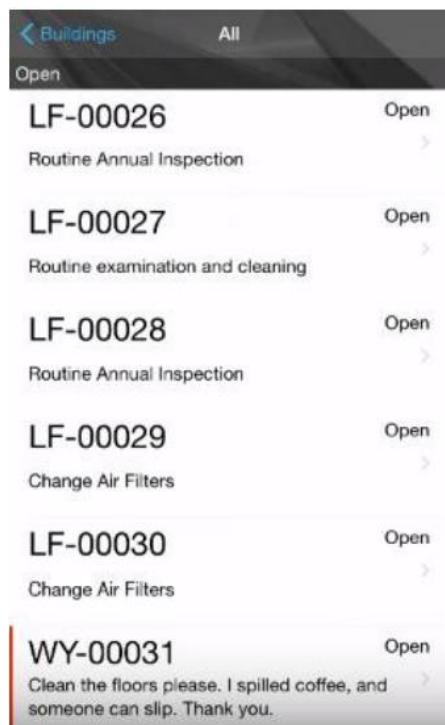 Buildings All
Open
LF-00026 Open
Routine Annual Inspection
LF-00027 Open
Routine examination and cleaning
LF-00028 Open
Routine Annual Inspection
LF-00029 Open
Change Air Filters
LF-00030 Open
Change Air Filters
WY-00031 Open
Clean the floors please. I spilled coffee, and
someone can slip. Thank you.